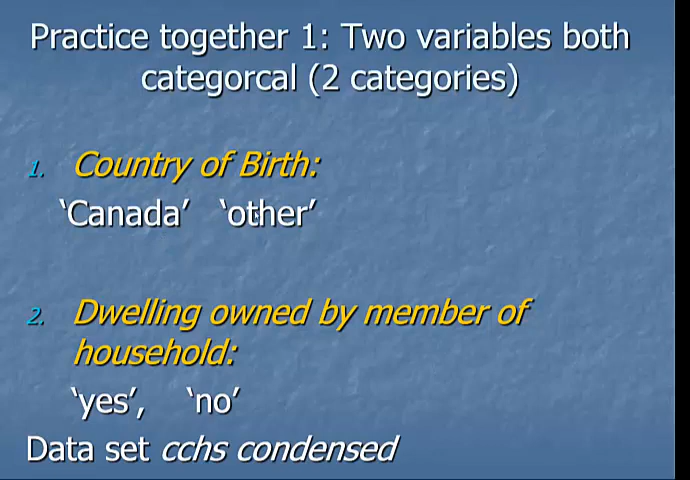 Practice together 1: Two variables both
categorcal (2 categories)
1. Country of Birth:
‘Canada’ ‘other’
2. Dwelling owned by member of
household:
‘yes’, ‘no’
Data set cchs condensed